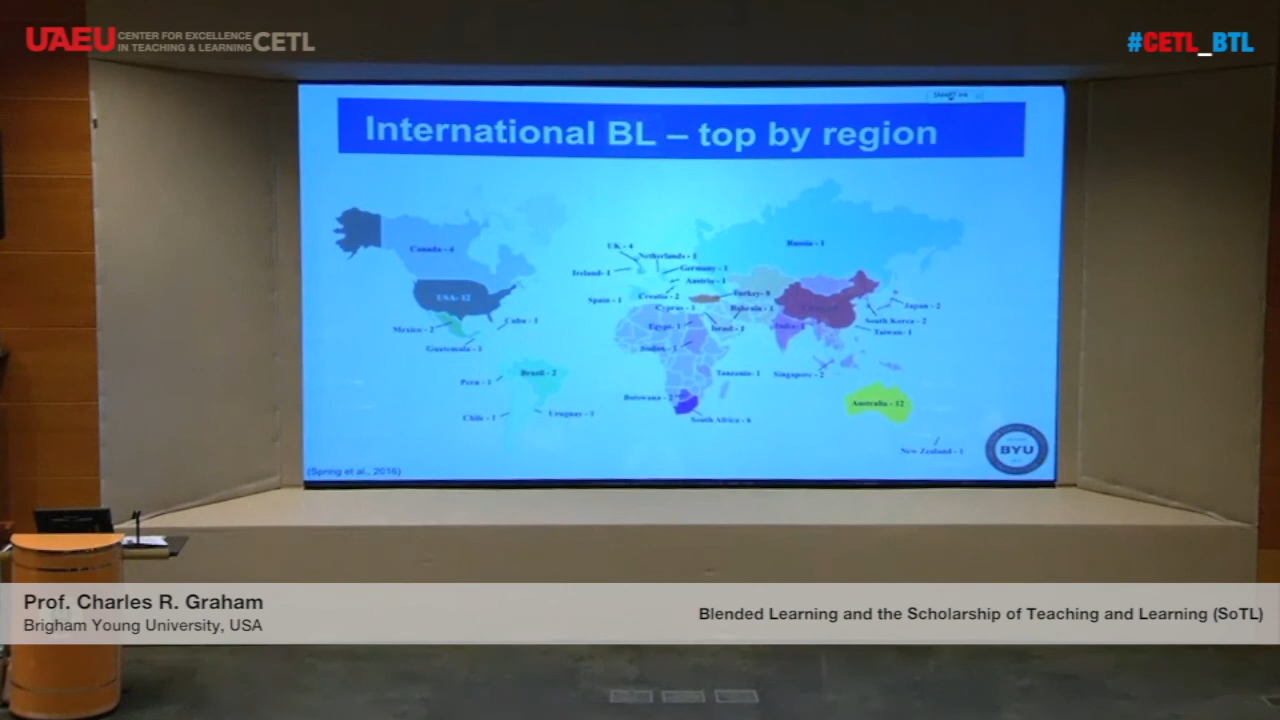 UAEU CENTER FOR EXCELLENCE
IN TEACHING & LEARNING CETL
#CETL_BTL
International BL – top by region
Canada - 4
USA- 12
Mexico - 2
Cuba - 1
Guatemala - 1
Peru - 1
Brazil - 2
Chile - 1
Uruguay - 1
UK - 4
Netherlands - 1
Ireland- 1
Germany - 1
Austria - 1
Spain - 1
Croatia - 2
Turkey- 8
Cyprus - 1
Bahrain - 1
Egypt- 1
Israel - 1
Sudan - 1
Tanzania- 1
Botswana - 2
South Africa - 6
Russia - 1
India- 1
Japan - 2
South Korea - 2
Taiwan- 1
Singapore - 2
Australia - 12
New Zealand - 1
BYU
(Spring et al., 2016)
Prof. Charles R. Graham
Brigham Young University, USA
Blended Learning and the Scholarship of Teaching and Learning (SoTL)